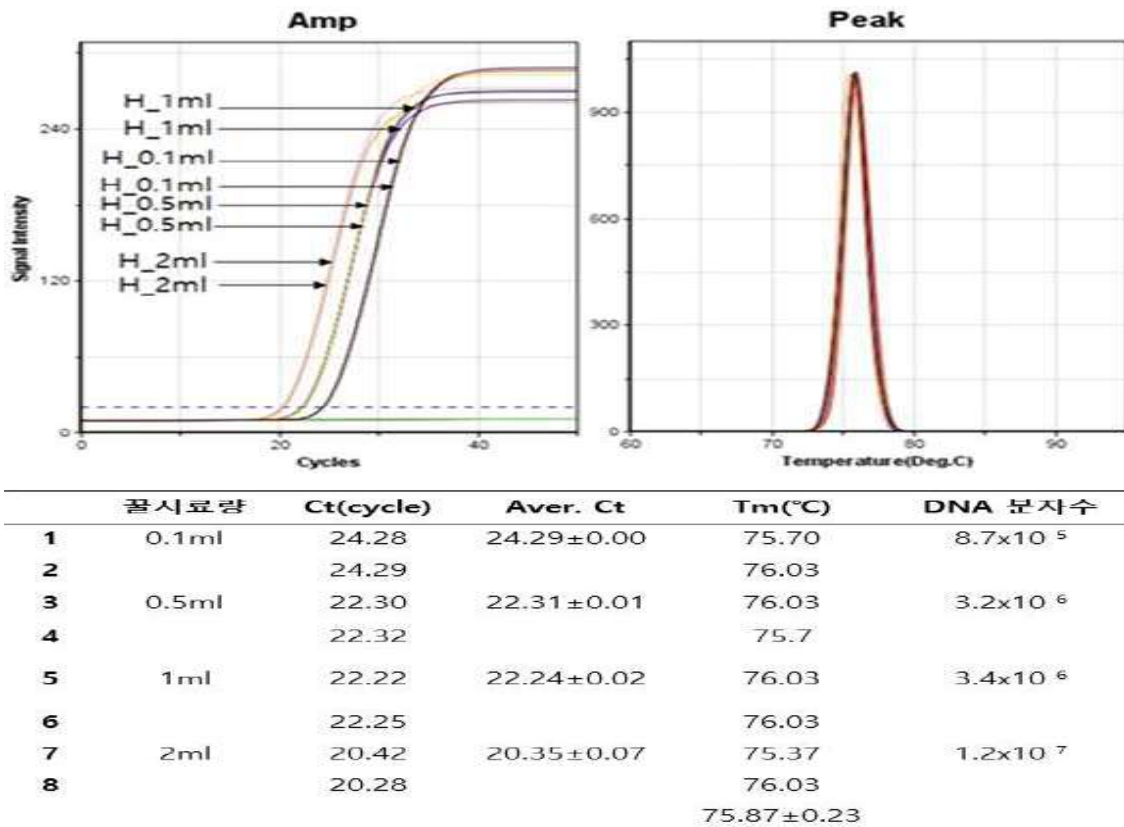 Amp
Peak
H_1ml
H_1ml
H_0.1ml
H_0.1ml
H_0.5ml
H_0.5ml
H_2ml
H_2ml
Signal Intensity
240
120
0
0 20 30 40
Cycles
900
600
300
0
60 70 80 90
Temperature(Deg.C)
꿀시료량 Ct(cycle) Aver. Ct Tm(℃) DNA 분자수
1 0.1ml 24.28 24.29±0.00 75.70 8.7x10 ⁵
2 24.29 76.03
3 0.5ml 22.30 22.31±0.01 76.03 3.2x10 ⁶
4 22.32 75.7
5 1ml 22.22 22.24±0.02 76.03 3.4x10 ⁶
6 22.25 76.03
7 2ml 20.42 20.35±0.07 75.37 1.2x10 ⁷
8 20.28 76.03
75.87±0.23